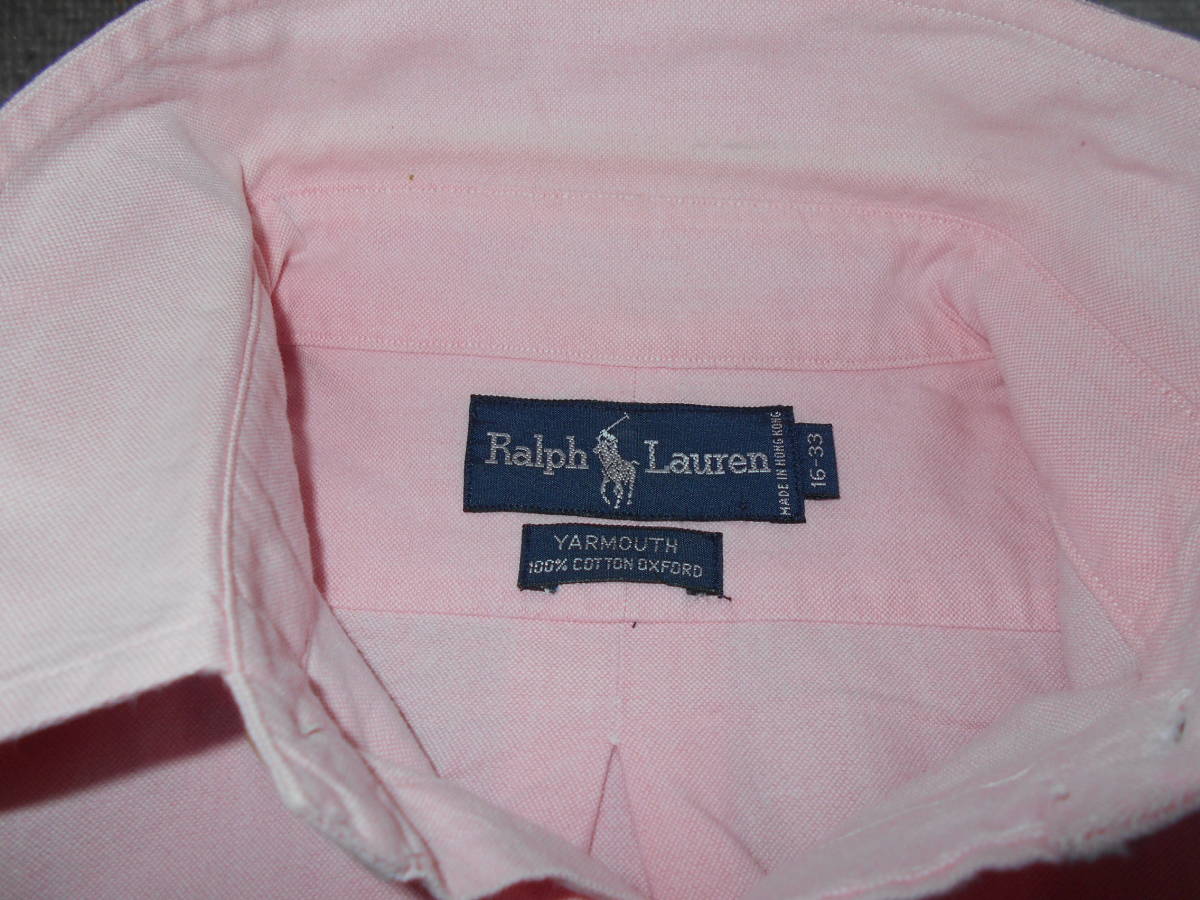 Ralph Lauren
MADE IN HONG KONG
16-33
YARMOUTH
100% COTTON OXFORD